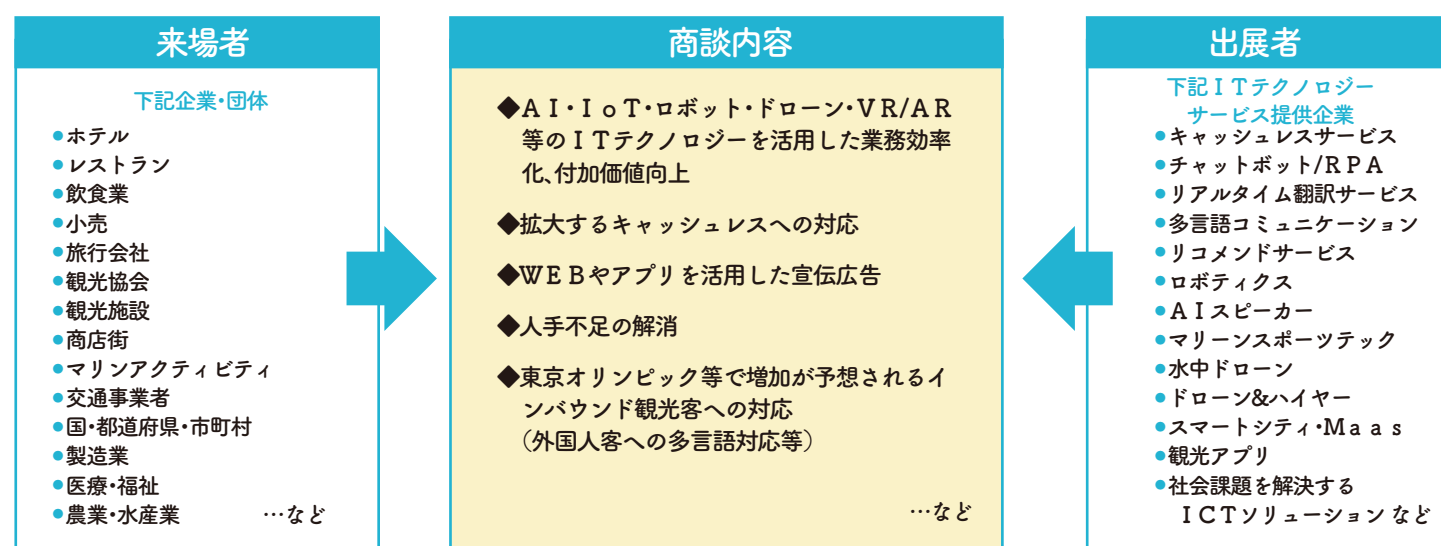 来場者
下記企業・団体
●ホテル
●レストラン
●飲食業
●小売
●旅行会社
●観光協会
●観光施設
●商店街
●マリンアクティビティ
●交通事業者
●国・都道府県・市町村
●製造業
●医療・福祉
●農業・水産業 …など
商談内容
◆AI・IoT・ロボット・ドローン・VR/AR
等のITテクノロジーを活用した業務効率
化、付加価値向上
◆拡大するキャッシュレスへの対応
◆WEBやアプリを活用した宣伝広告
◆人手不足の解消
◆東京オリンピック等で増加が予想されるイ
ンバウンド観光客への対応
（外国人客への多言語対応等）
…など
出展者
下記ITテクノロジー
サービス提供企業
●キャッシュレスサービス
●チャットボット/RPA
●リアルタイム翻訳サービス
●多言語コミュニケーション
●リコメンドサービス
●ロボティクス
●AIスピーカー
●マリーンスポーツテック
●水中ドローン
●ドローン&ハイヤー
●スマートシティ・Maas
●観光アプリ
●社会課題を解決する
ICTソリューション など